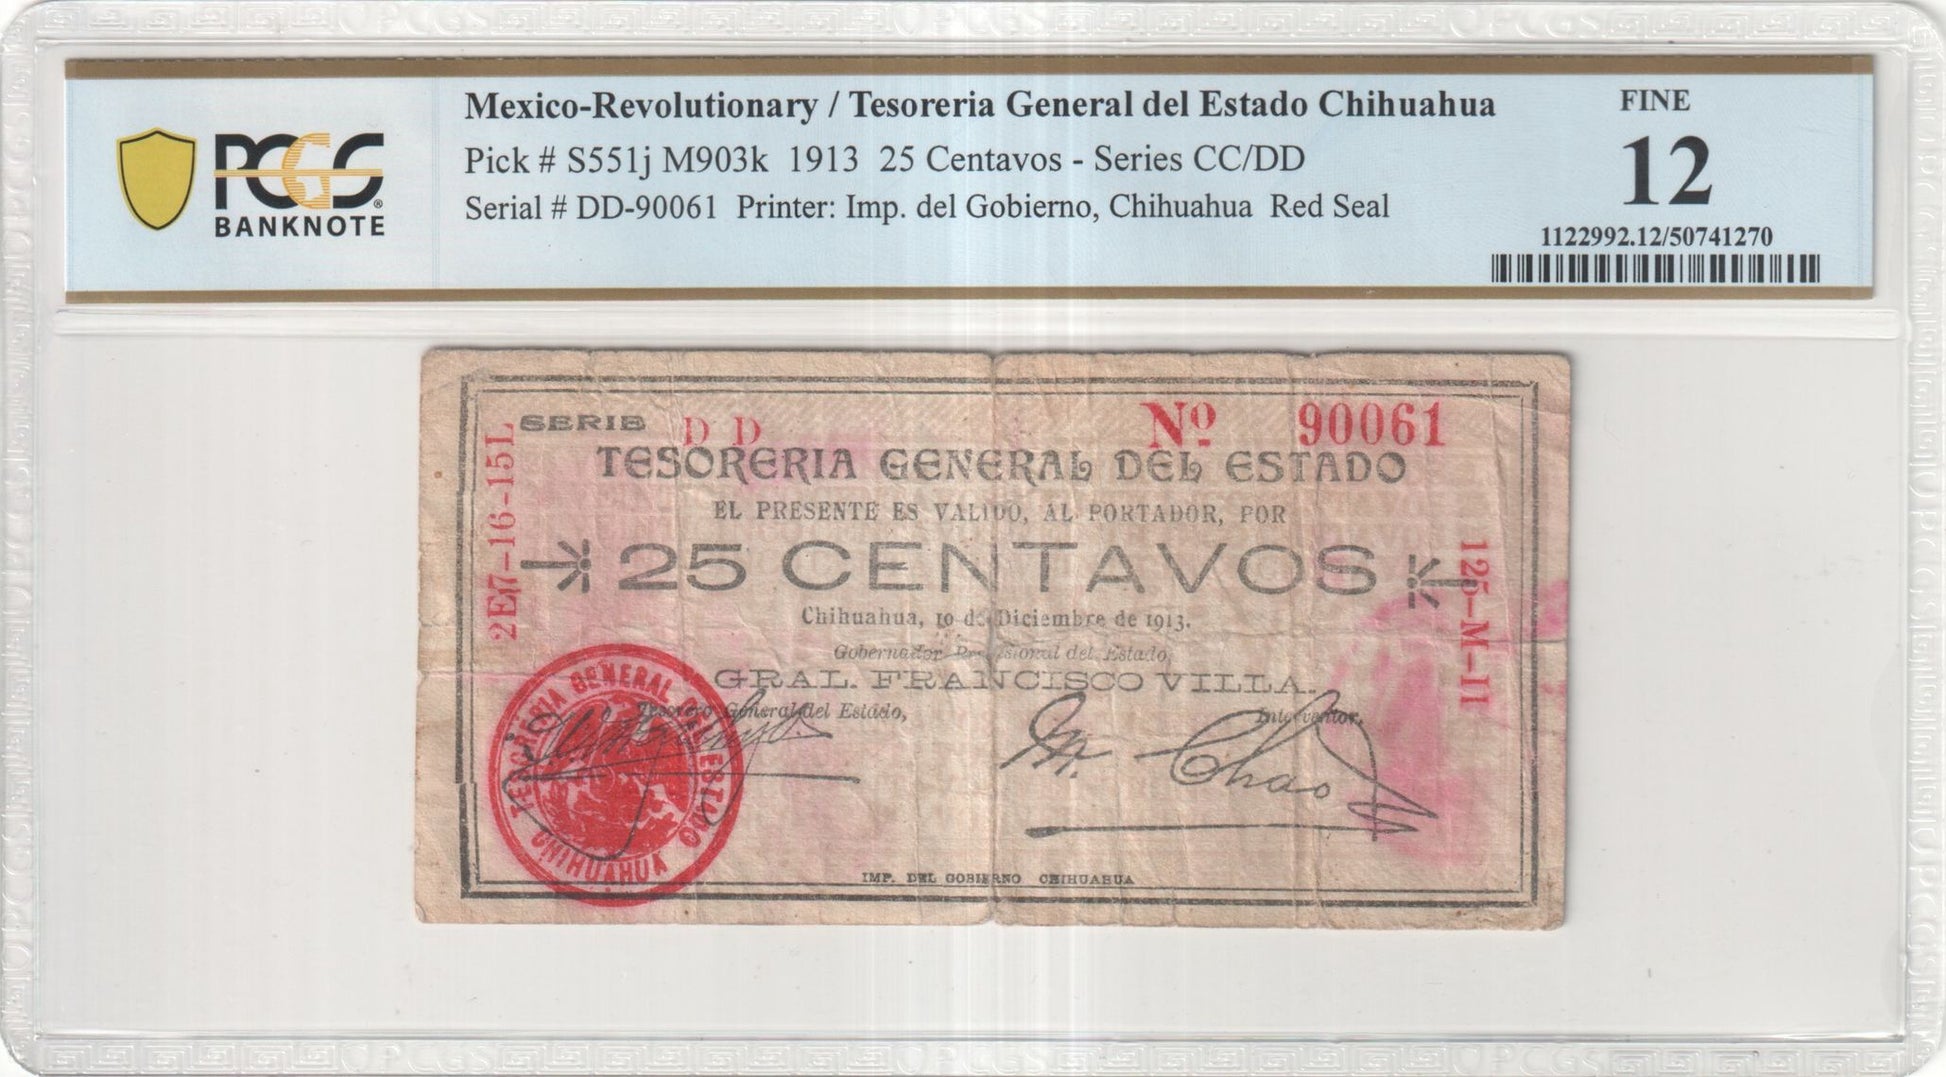 Mexico-Revolutionary / Tesoreria General del Estado Chihuahua
Pick # S551j M903k 1913 25 Centavos - Series CC/DD
Serial # DD-90061 Printer: Imp. del Gobierno, Chihuahua Red Seal
PCGS
BANKNOTE
FINE
12
1122992.12/50741270
SERIE D D
Nº 90061
TESORERIA GENERAL DEL ESTADO
EL PRESENTE ES VALIDO, AL PORTADOR, POR
25 CENTAVOS
Chihuahua, 10 de Diciembre de 1913.
Gobernador Provisional del Estado,
GRAL. FRANCISCO VILLA.
Tesorero General del Estado,
Interventor,
M. Chao
IMP. DEL GOBIERNO CHIHUAHUA
2E7-16-15L
125-M-II
TESORERIA GENERAL DEL ESTADO
CHIHUAHUA